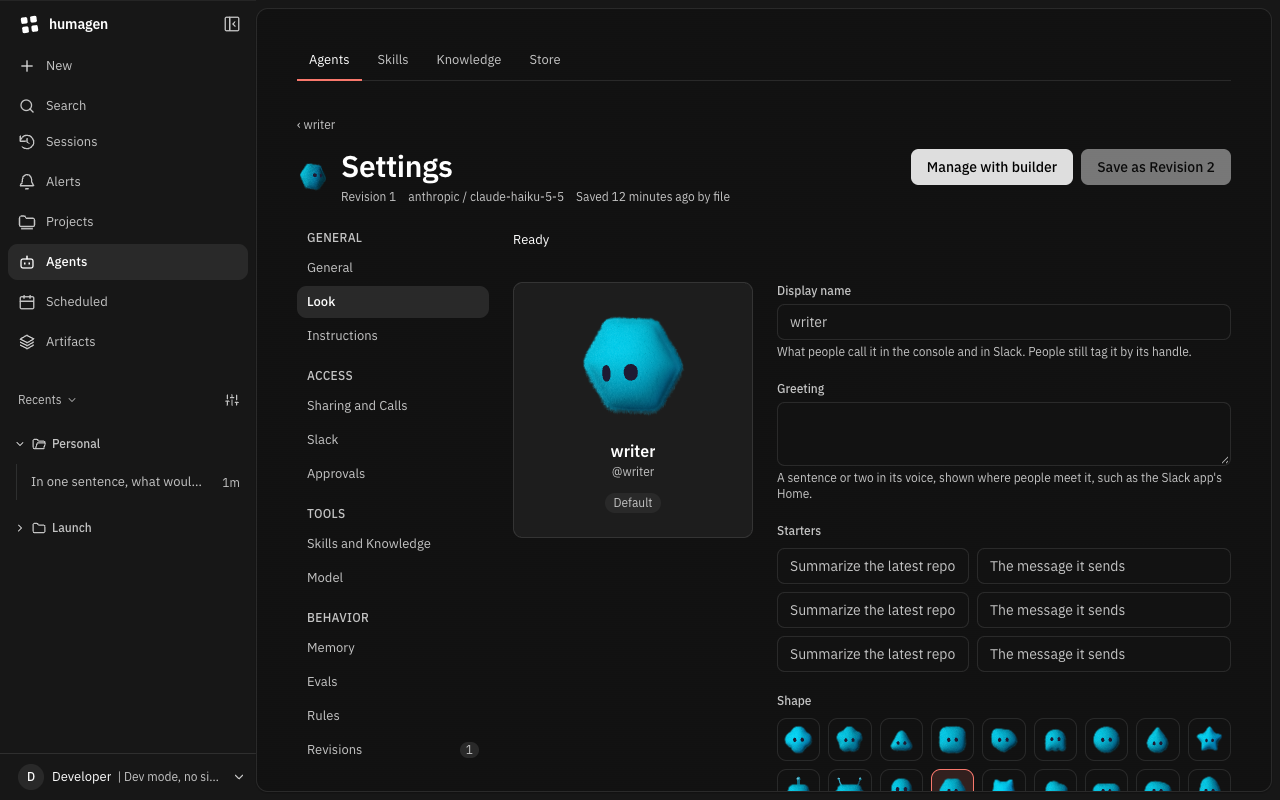 humagen
New
Search
Sessions
Alerts
Projects
Agents
Scheduled
Artifacts
Recents
Personal
In one sentence, what woul... 1m
Launch
D Developer | Dev mode, no si...
Agents Skills Knowledge Store
‹ writer
Settings
Revision 1 anthropic / claude-haiku-5-5 Saved 12 minutes ago by file
Manage with builder Save as Revision 2
GENERAL
General
Look
Instructions
ACCESS
Sharing and Calls
Slack
Approvals
TOOLS
Skills and Knowledge
Model
BEHAVIOR
Memory
Evals
Rules
Revisions 1
Ready
writer
@writer
Default
Display name
writer
What people call it in the console and in Slack. People still tag it by its handle.
Greeting
A sentence or two in its voice, shown where people meet it, such as the Slack app's
Home.
Starters
Summarize the latest repo The message it sends
Summarize the latest repo The message it sends
Summarize the latest repo The message it sends
Shape